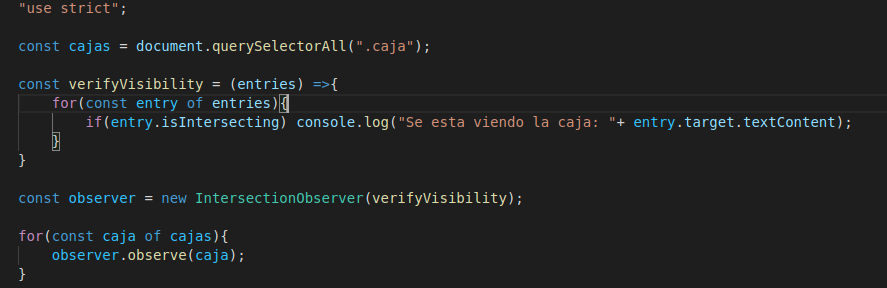 "use strict";
const cajas = document.querySelectorAll(".caja");
const verifyVisibility = (entries) =>{
for(const entry of entries){
if(entry.isIntersecting) console.log("Se esta viendo la caja: "+ entry.target.textContent);
}
}
const observer = new IntersectionObserver(verifyVisibility);
for(const caja of cajas){
observer.observe(caja);
}